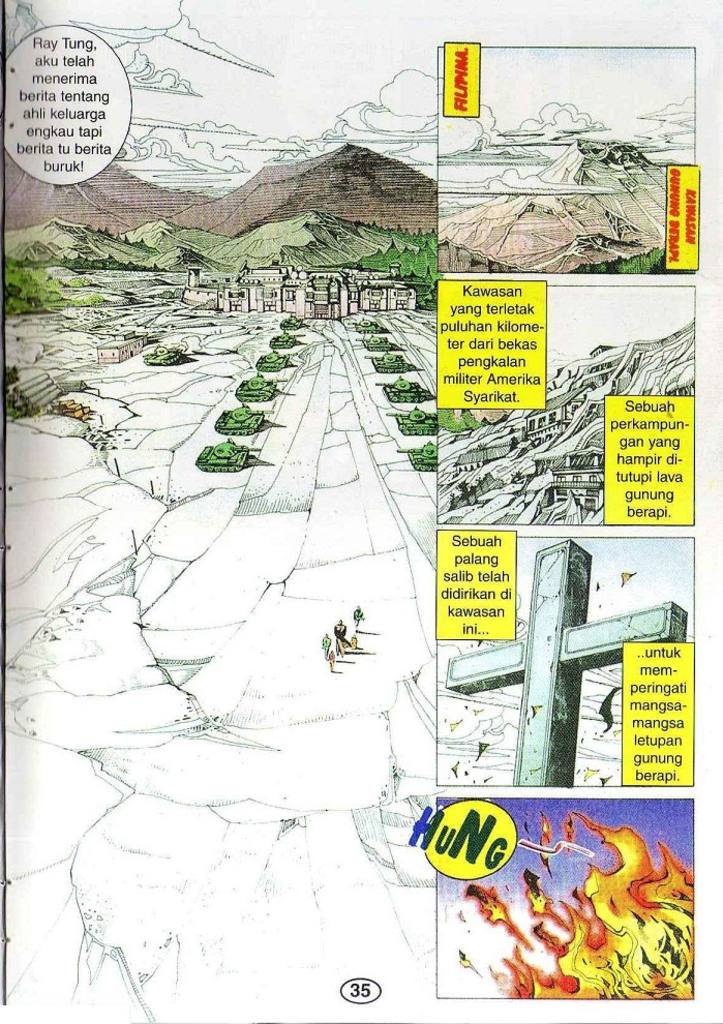 Ray Tung,
aku telah
menerima
berita tentang
ahli keluarga
engkau tapi
berita tu berita
buruk!
FILIPINA.
KAWASAN
GUNUNG BERAPI.
Kawasan
yang terletak
puluhan kilome-
ter dari bekas
pengkalan
militer Amerika
Syarikat.
Sebuah
perkampun-
gan yang
hampir di-
tutupi lava
gunung
berapi.
Sebuah
palang
salib telah
didirikan di
kawasan
ini...
..untuk
mem-
peringati
mangsa-
mangsa
letupan
gunung
berapi.
HUNG
35